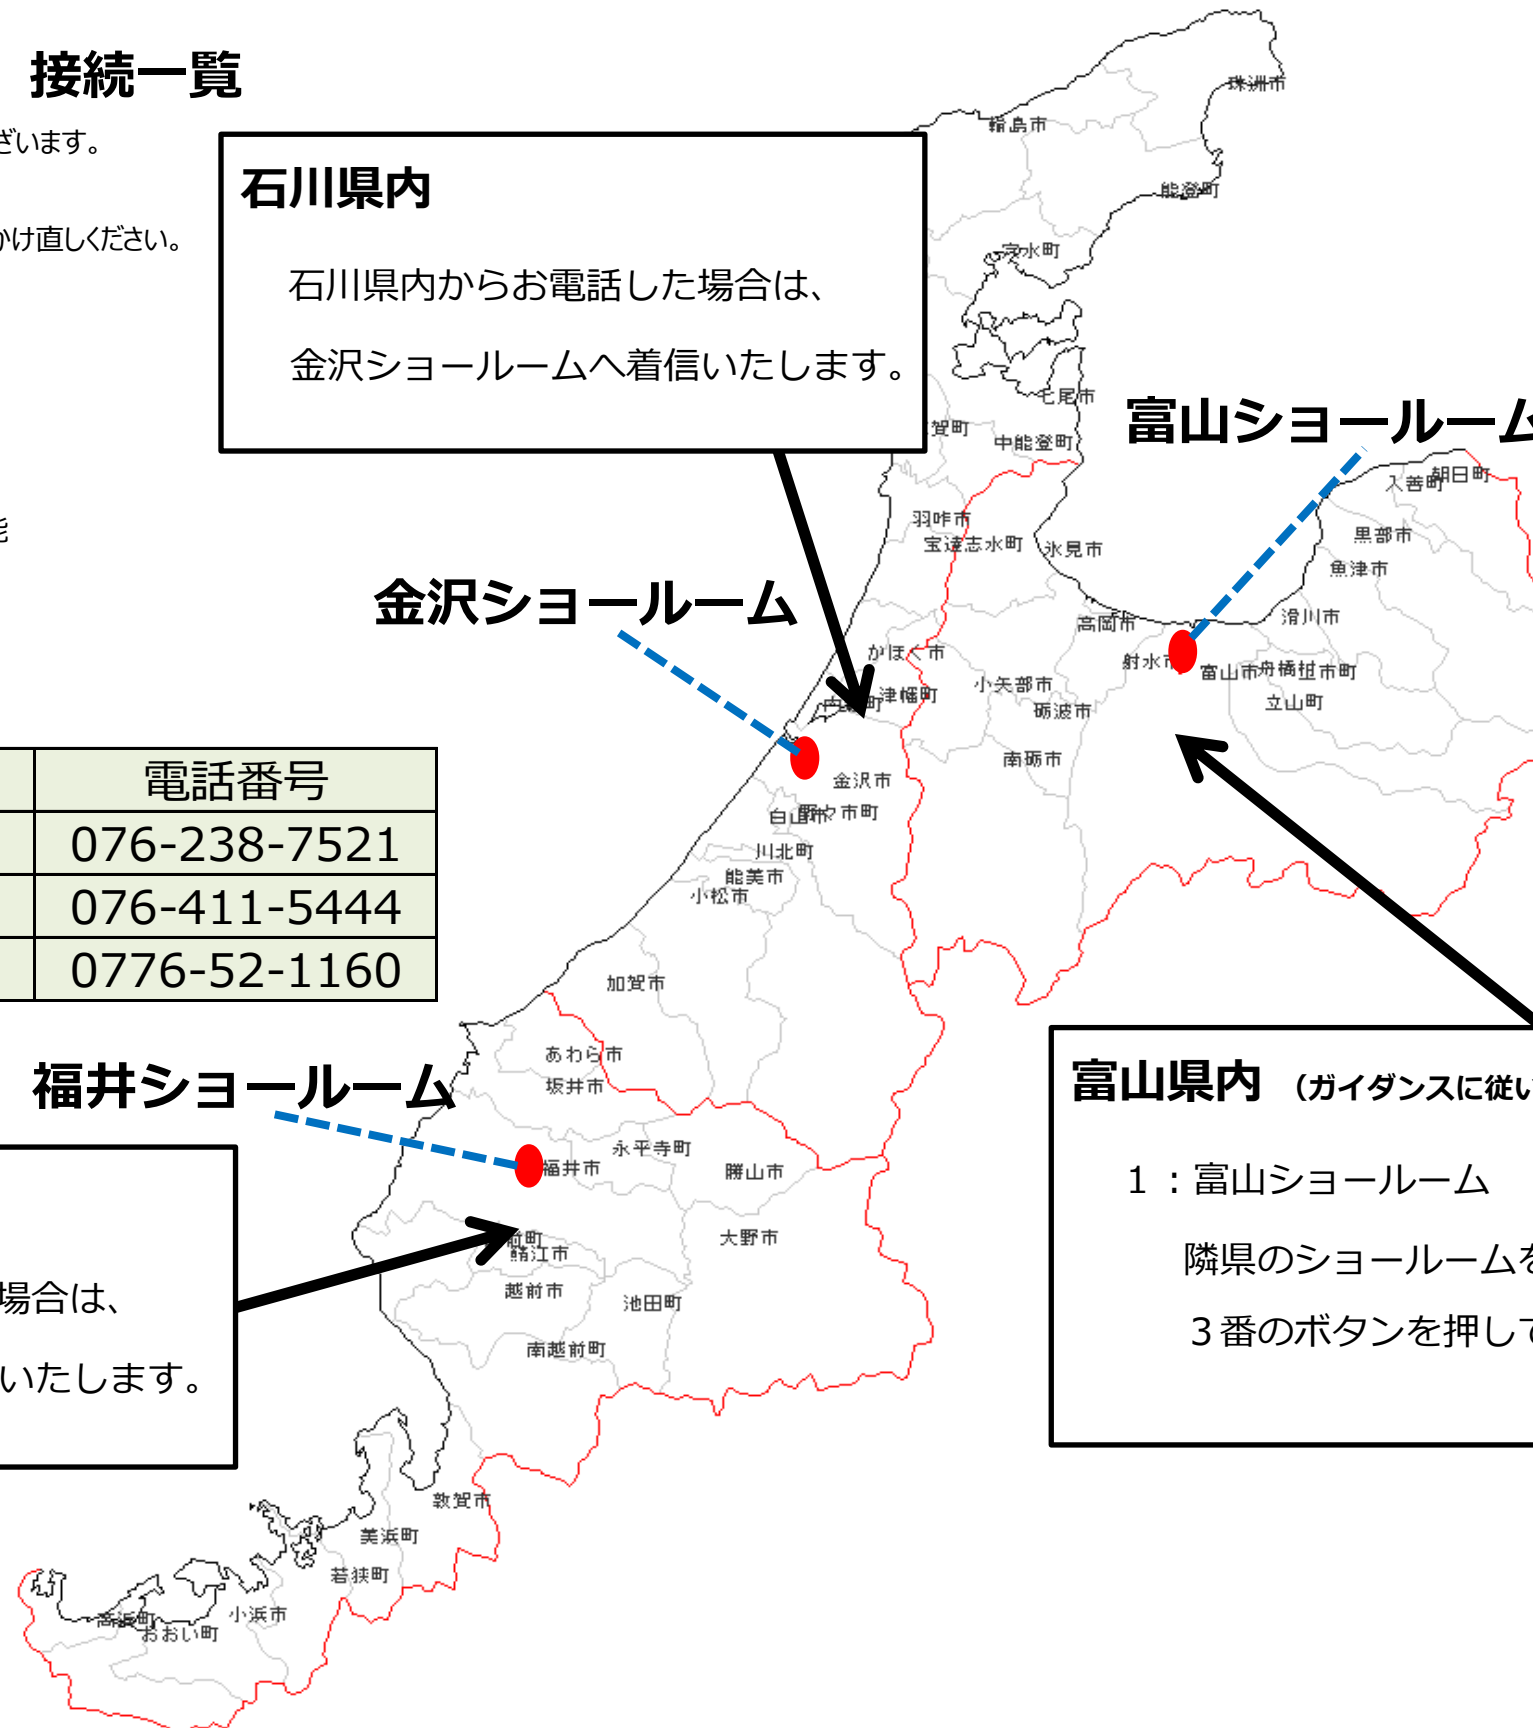 接続一覧
ざいます。
かけ直しください。
石川県内
石川県内からお電話した場合は、
金沢ショールームへ着信いたします。
富山ショールーム
金沢ショールーム
電話番号
076-238-7521
076-411-5444
0776-52-1160
福井ショールーム
場合は、
いたします。
富山県内 （ガイダンスに従い
１：富山ショールーム
隣県のショールームを
３番のボタンを押して
珠洲市
輪島市
能登町
穴水町
七尾市
賀町
中能登町
羽咋市
宝達志水町
氷見市
入善町
朝日町
黒部市
魚津市
滑川市
高岡市
射水市
富山市
舟橋村
市町
立山町
かほく市
津幡町
小矢部市
砺波市
南砺市
金沢市
白山市
野々市町
川北町
能美市
小松市
加賀市
あわら市
坂井市
永平寺町
福井市
勝山市
大野市
前町
鯖江市
越前市
池田町
南越前町
敦賀市
美浜町
若狭町
小浜市
高浜町
おおい町